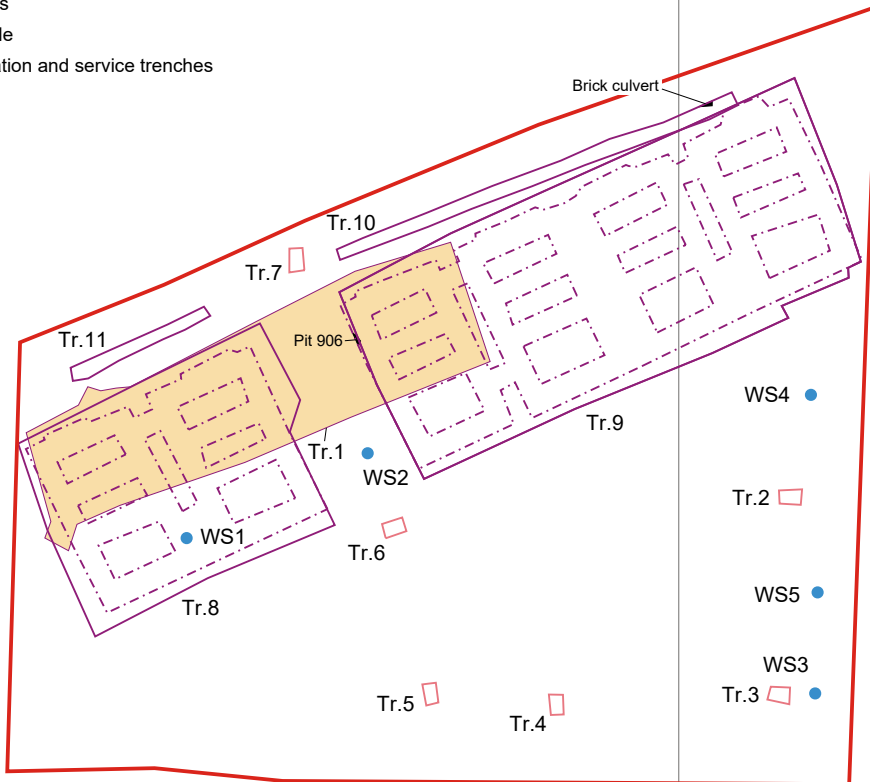 and service trenches
Brick culvert
Tr.10
Tr.7
Tr.11
Pit 906
WS4
Tr.9
Tr.1
WS2
Tr.2
WS1
Tr.6
WS5
Tr.8
WS3
Tr.3
Tr.5
Tr.4